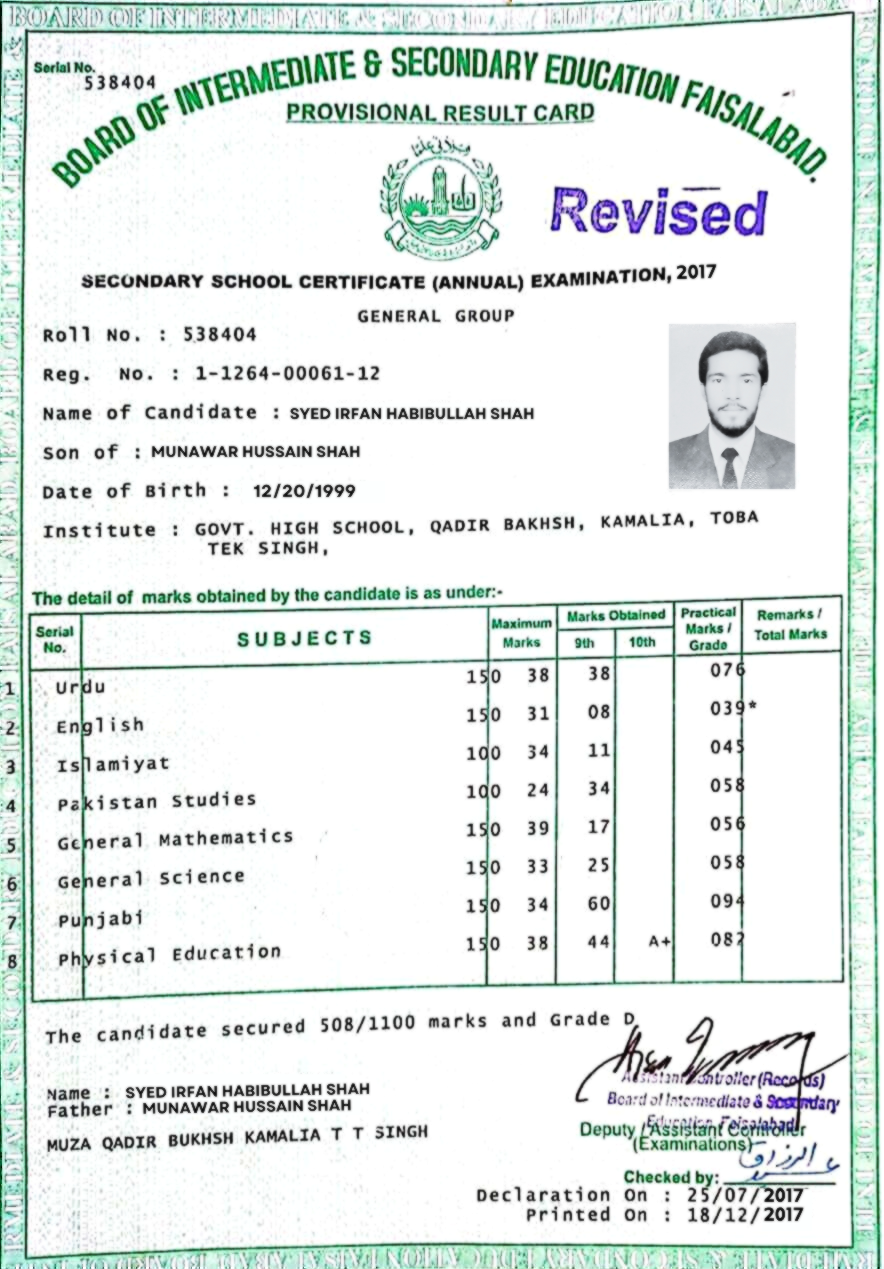 BOARD OF INTERMEDIATE & SECONDARY EDUCATION FAISALABAD
Serial No.
538404
BOARD OF INTERMEDIATE & SECONDARY EDUCATION FAISALABAD.
PROVISIONAL RESULT CARD
Revised
SECONDARY SCHOOL CERTIFICATE (ANNUAL) EXAMINATION, 2017
GENERAL GROUP
Roll No. : 538404
Reg. No. : 1-1264-00061-12
Name of Candidate : SYED IRFAN HABIBULLAH SHAH
Son of : MUNAWAR HUSSAIN SHAH
Date of Birth : 12/20/1999
Institute : GOVT. HIGH SCHOOL, QADIR BAKHSH, KAMALIA, TOBA
TEK SINGH,
The detail of marks obtained by the candidate is as under:-
Serial No. SUBJECTS Maximum Marks Marks Obtained 9th 10th Practical Marks / Grade Remarks / Total Marks
1 Urdu 150 38 38 076
2 English 150 31 08 039*
3 Islamiyat 100 34 11 045
4 Pakistan Studies 100 24 34 058
5 General Mathematics 150 39 17 056
6 General Science 150 33 25 058
7 Punjabi 150 34 60 094
8 Physical Education 150 38 44 A+ 082
The candidate secured 508/1100 marks and Grade D
Name : SYED IRFAN HABIBULLAH SHAH
Father : MUNAWAR HUSSAIN SHAH
MUZA QADIR BUKHSH KAMALIA T T SINGH
Assistant Controller (Records)
Board of Intermediate & Secondary
Education Faisalabad
Deputy / Assistant Controller
(Examinations)
عبدالرزاق
Checked by:
Declaration On : 25/07/2017
Printed On : 18/12/2017